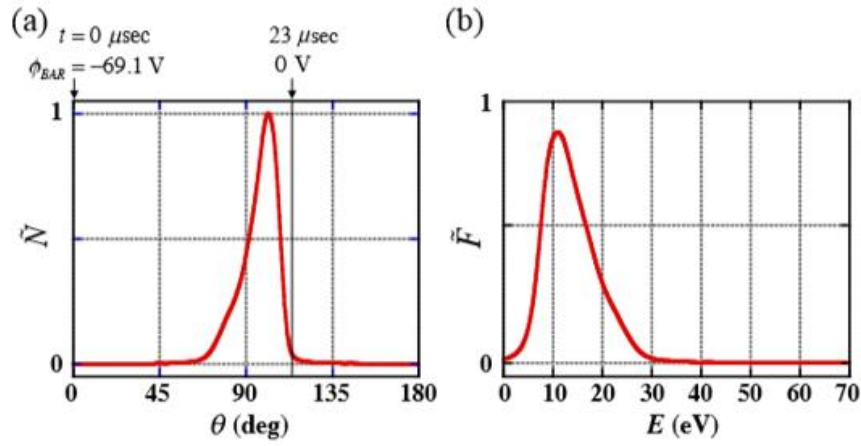 (a)
t = 0 μsec
23 μsec
ϕBAR = −69.1 V
0 V
1
Ñ
0
0 45 90 135 180
θ (deg)
(b)
1
F̃
0
0 10 20 30 40 50 60 70
E (eV)